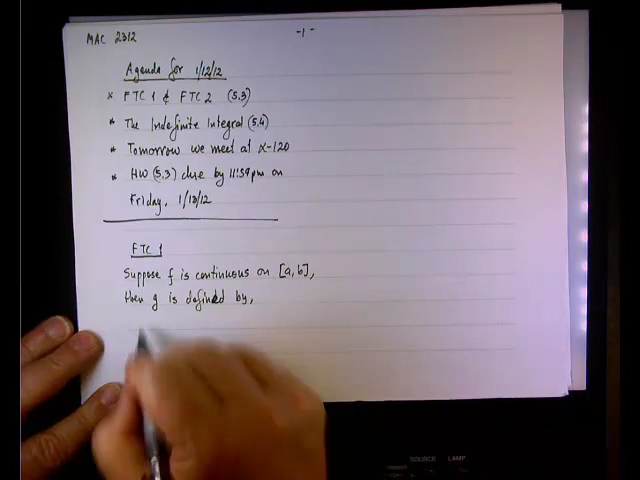 MAC 2312
-1-
Agenda for 1/12/12
* FTC 1 & FTC 2 (5.3)
* The Indefinite Integral (5.4)
* Tomorrow we meet at X-120
* HW (5.3) due by 11:59pm on
Friday, 1/13/12
FTC 1
Suppose f is continuous on [a, b],
then g is defined by,
SOURCE LAMP